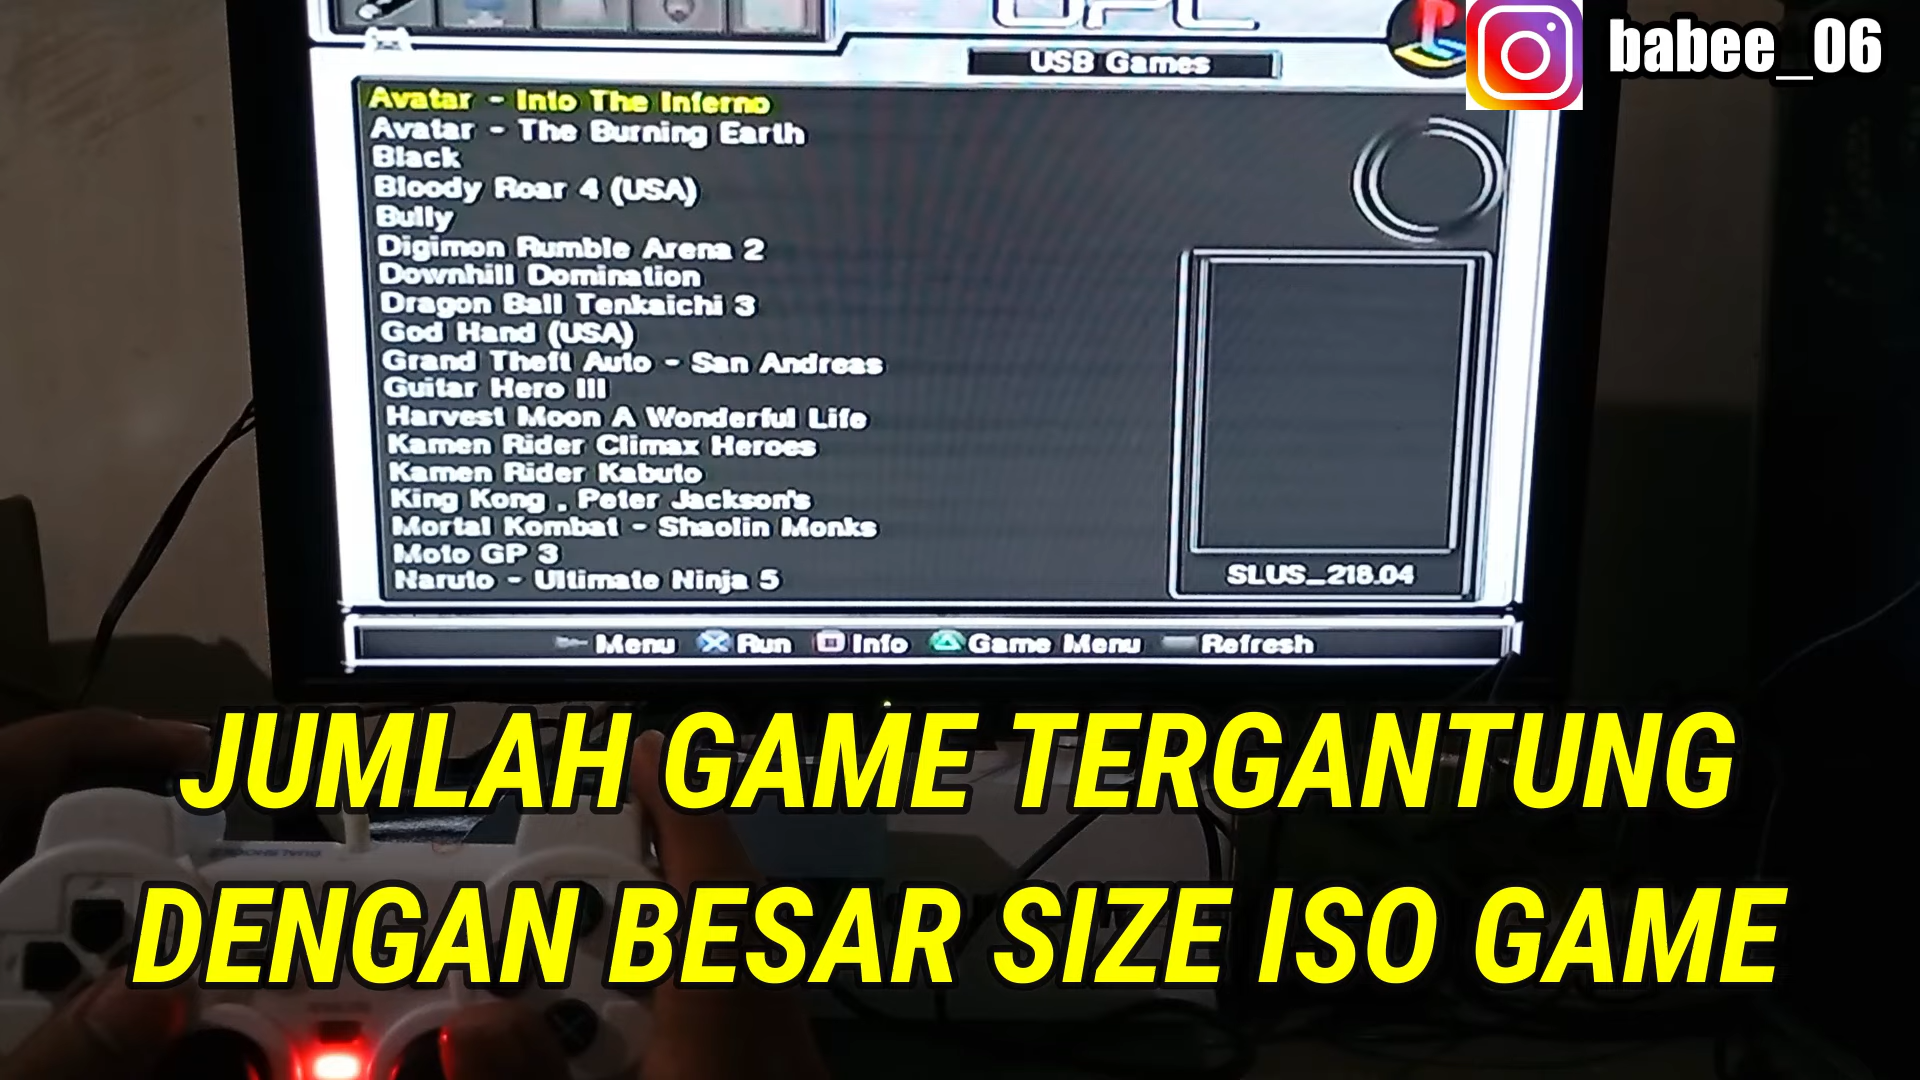 OPL
babee_06
USB Games
Avatar - Into The Inferno
Avatar - The Burning Earth
Black
Bloody Roar 4 (USA)
Bully
Digimon Rumble Arena 2
Downhill Domination
Dragon Ball Tenkaichi 3
God Hand (USA)
Grand Theft Auto - San Andreas
Guitar Hero III
Harvest Moon A Wonderful Life
Kamen Rider Climax Heroes
Kamen Rider Kabuto
King Kong , Peter Jackson's
Mortal Kombat - Shaolin Monks
Moto GP 3
Naruto - Ultimate Ninja 5
SLUS_218.04
Menu Run Info Game Menu Refresh
JUMLAH GAME TERGANTUNG
DENGAN BESAR SIZE ISO GAME